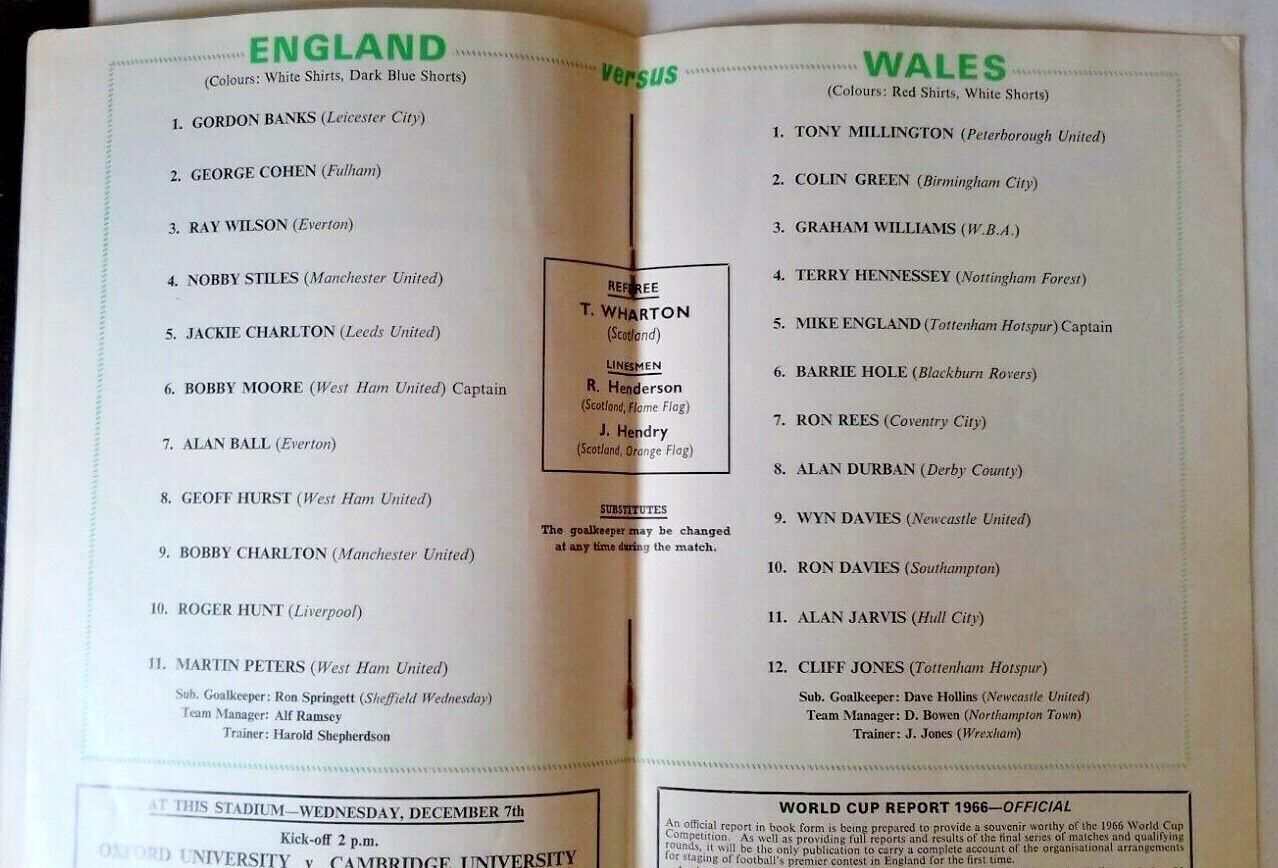 ENGLAND
(Colours: White Shirts, Dark Blue Shorts)
1. GORDON BANKS (Leicester City)
2. GEORGE COHEN (Fulham)
3. RAY WILSON (Everton)
4. NOBBY STILES (Manchester United)
5. JACKIE CHARLTON (Leeds United)
6. BOBBY MOORE (West Ham United) Captain
7. ALAN BALL (Everton)
8. GEOFF HURST (West Ham United)
9. BOBBY CHARLTON (Manchester United)
10. ROGER HUNT (Liverpool)
11. MARTIN PETERS (West Ham United)
Sub. Goalkeeper: Ron Springett (Sheffield Wednesday)
Team Manager: Alf Ramsey
Trainer: Harold Shepherdson
versus
REFEREE
T. WHARTON
(Scotland)
LINESMEN
R. Henderson
(Scotland, Flame Flag)
J. Hendry
(Scotland, Orange Flag)
SUBSTITUTES
The goalkeeper may be changed
at any time during the match.
WALES
(Colours: Red Shirts, White Shorts)
1. TONY MILLINGTON (Peterborough United)
2. COLIN GREEN (Birmingham City)
3. GRAHAM WILLIAMS (W.B.A.)
4. TERRY HENNESSEY (Nottingham Forest)
5. MIKE ENGLAND (Tottenham Hotspur) Captain
6. BARRIE HOLE (Blackburn Rovers)
7. RON REES (Coventry City)
8. ALAN DURBAN (Derby County)
9. WYN DAVIES (Newcastle United)
10. RON DAVIES (Southampton)
11. ALAN JARVIS (Hull City)
12. CLIFF JONES (Tottenham Hotspur)
Sub. Goalkeeper: Dave Hollins (Newcastle United)
Team Manager: D. Bowen (Northampton Town)
Trainer: J. Jones (Wrexham)
AT THIS STADIUM—WEDNESDAY, DECEMBER 7th
Kick-off 2 p.m.
OXFORD UNIVERSITY v CAMBRIDGE UNIVERSITY
WORLD CUP REPORT 1966—OFFICIAL
An official report in book form is being prepared to provide a souvenir worthy of the 1966 World Cup
Competition. As well as providing full reports and results of the final series of matches and qualifying
rounds, it will be the only publication to carry a complete account of the organisational arrangements
for staging of football's premier contest in England for the first time.